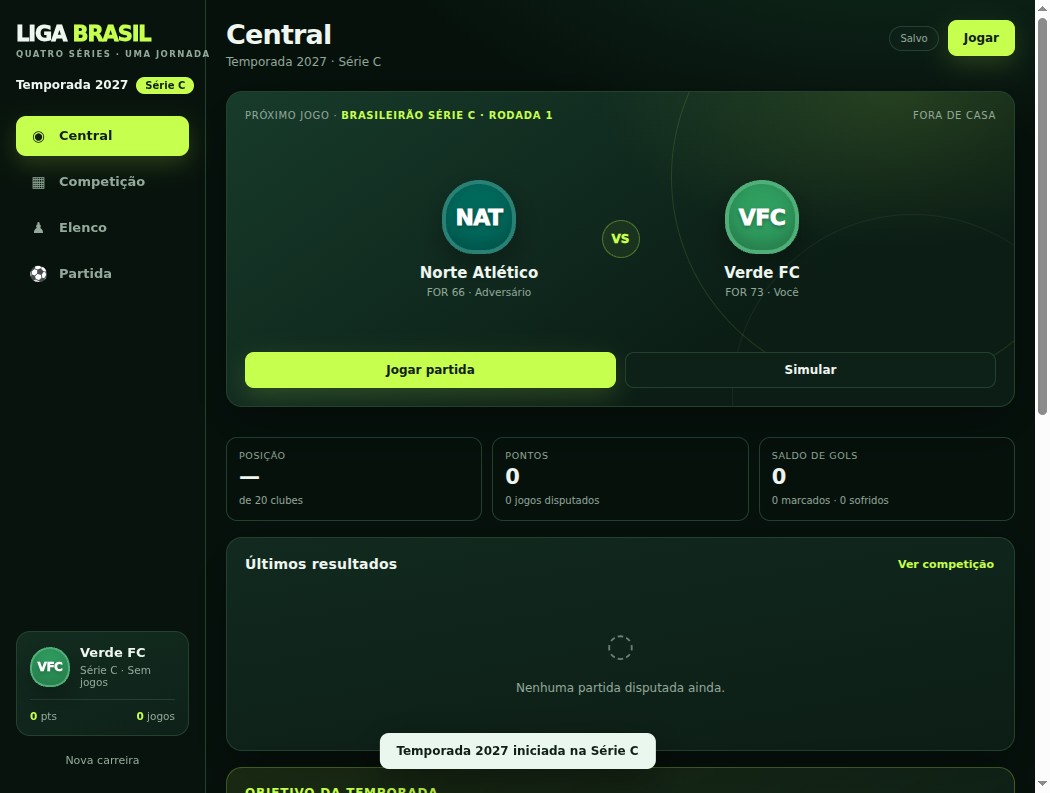 LIGA BRASIL
QUATRO SÉRIES · UMA JORNADA
Temporada 2027 Série C
Central
Competição
Elenco
Partida
VFC
Verde FC
Série C · Sem
jogos
0 pts 0 jogos
Nova carreira
Central
Temporada 2027 · Série C
Salvo
Jogar
PRÓXIMO JOGO · BRASILEIRÃO SÉRIE C · RODADA 1
FORA DE CASA
NAT
VS
VFC
Norte Atlético
FOR 66 · Adversário
Verde FC
FOR 73 · Você
Jogar partida
Simular
POSIÇÃO
—
de 20 clubes
PONTOS
0
0 jogos disputados
SALDO DE GOLS
0
0 marcados · 0 sofridos
Últimos resultados
Ver competição
Nenhuma partida disputada ainda.
Temporada 2027 iniciada na Série C
OBJETIVO DA TEMPORADA